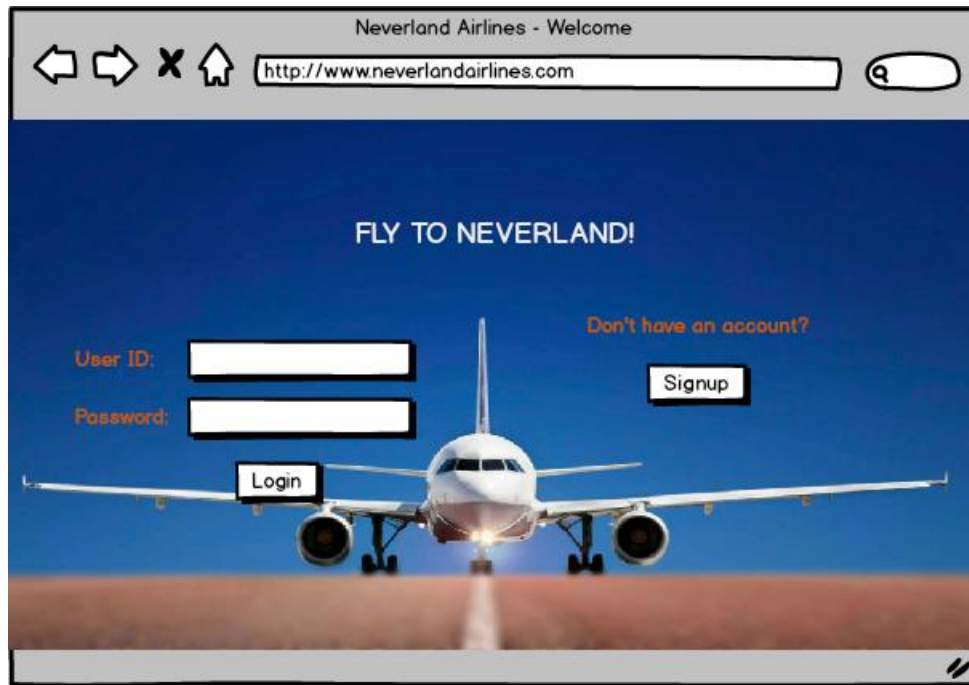 Neverland Airlines - Welcome
http://www.neverlandairlines.com
FLY TO NEVERLAND!
Don't have an account?
User ID:
Signup
Password:
Login